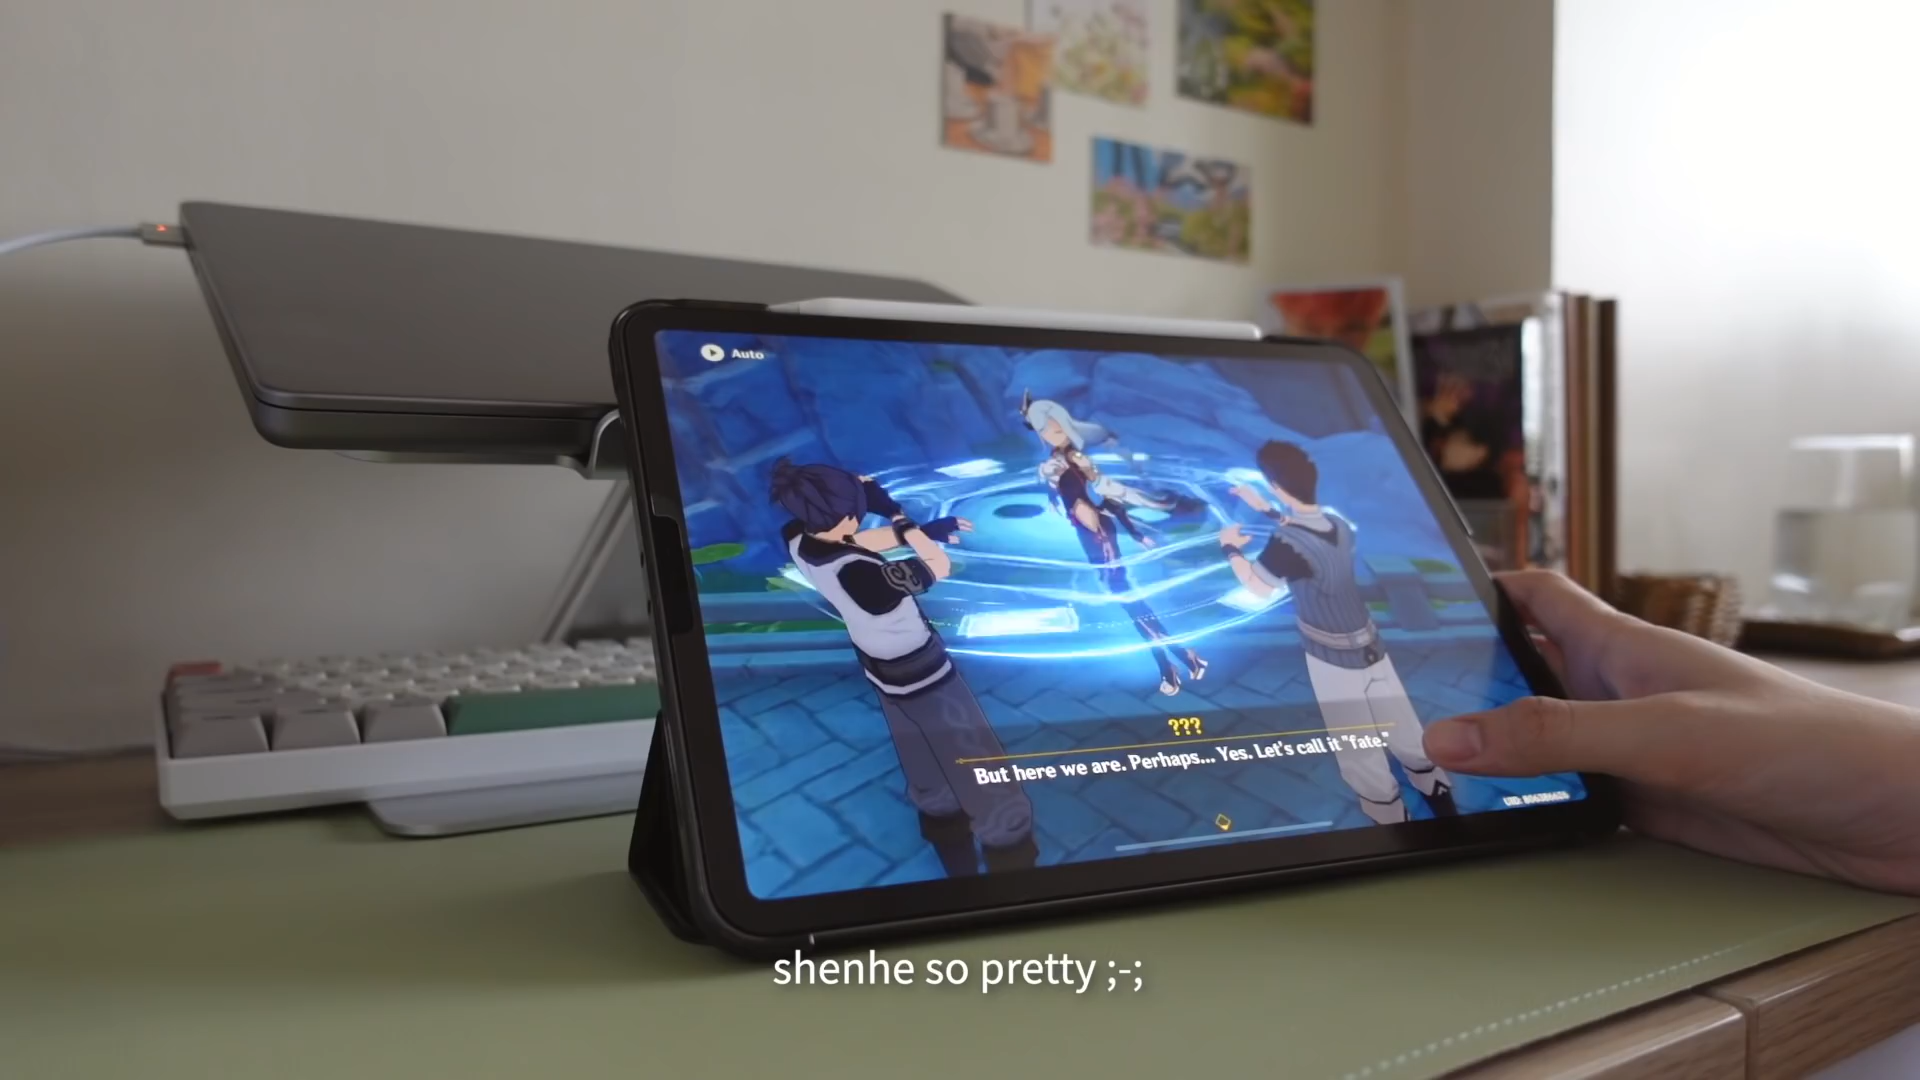 Auto
???
But here we are. Perhaps... Yes. Let's call it "fate."
shenhe so pretty ;-;